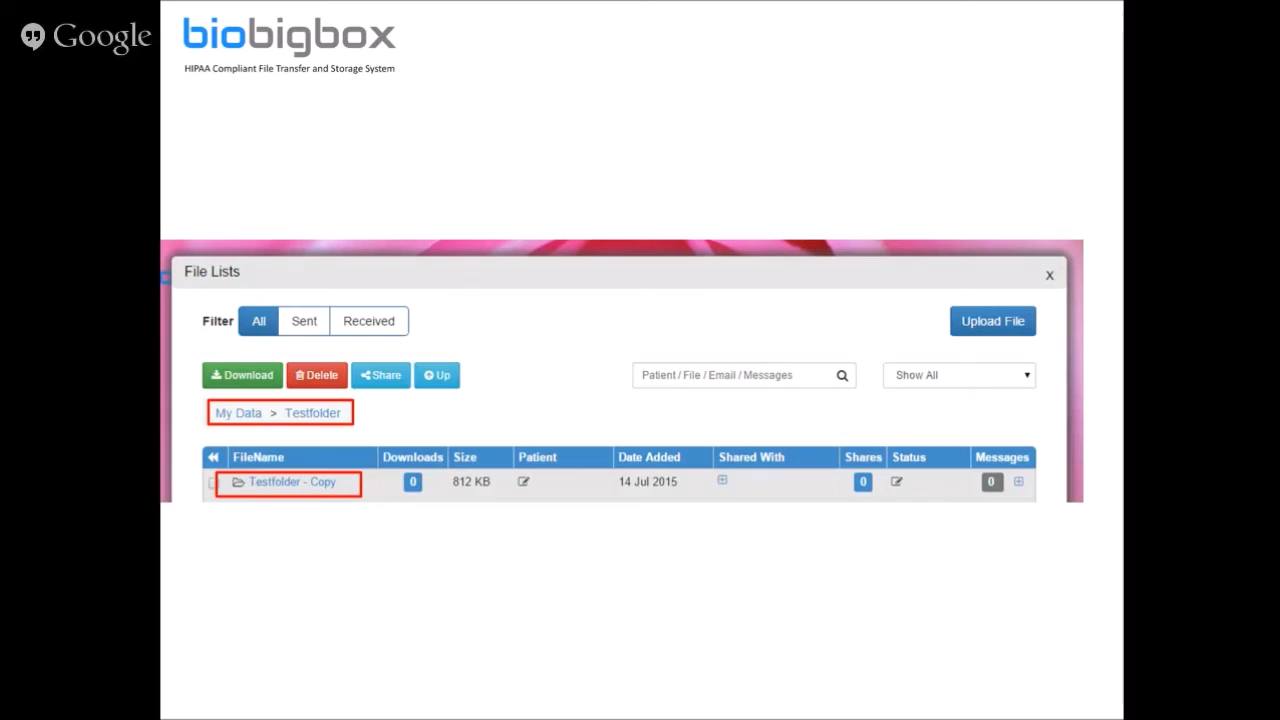 Google
biobigbox
HIPAA Compliant File Transfer and Storage System
File Lists
X
Filter All Sent Received
Upload File
Download Delete Share Up
Patient / File / Email / Messages
Show All
My Data > Testfolder
FileName Downloads Size Patient Date Added Shared With Shares Status Messages
Testfolder - Copy 0 812 KB 14 Jul 2015 0 0